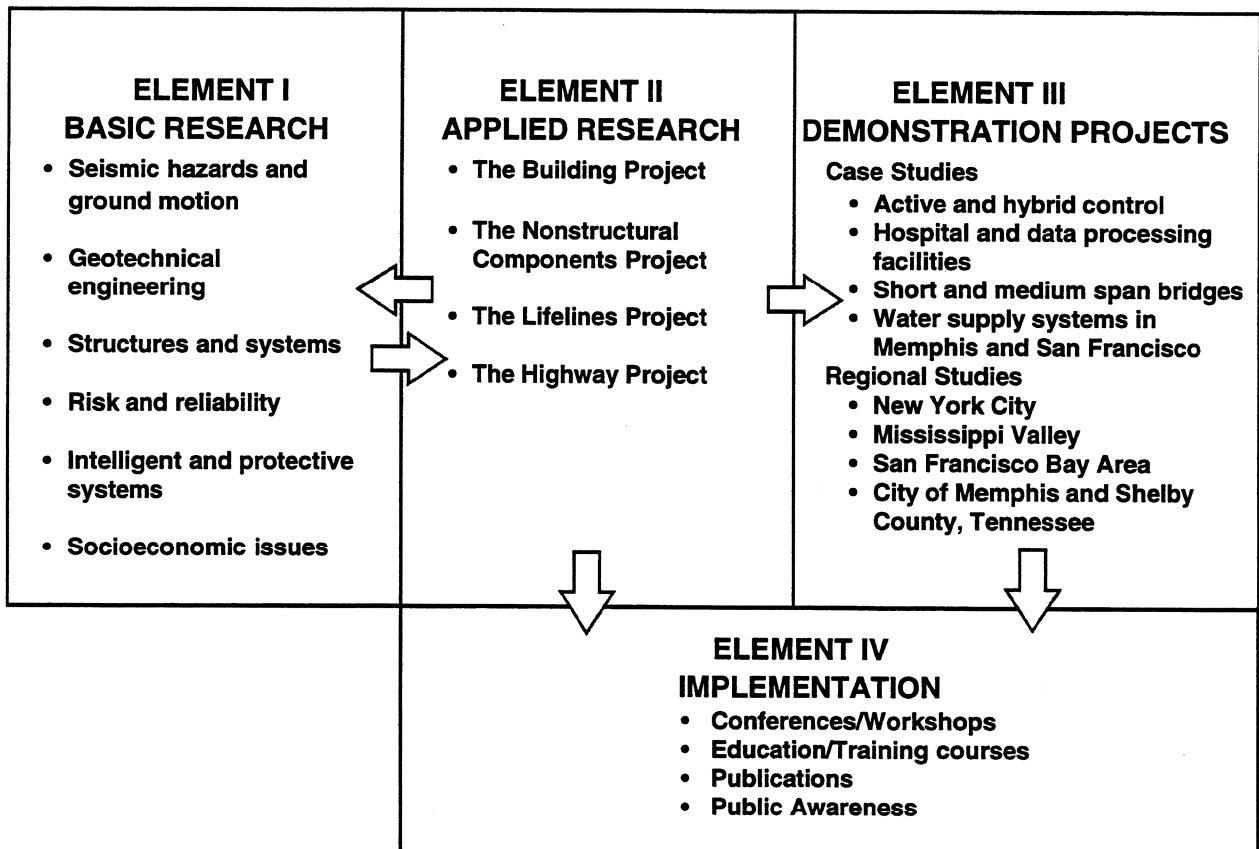 ELEMENT I
BASIC RESEARCH
• Seismic hazards and
ground motion
• Geotechnical
engineering
• Structures and systems
• Risk and reliability
• Intelligent and protective
systems
• Socioeconomic issues
ELEMENT II
APPLIED RESEARCH
• The Building Project
• The Nonstructural
Components Project
• The Lifelines Project
• The Highway Project
ELEMENT III
DEMONSTRATION PROJECTS
Case Studies
• Active and hybrid control
• Hospital and data processing
facilities
• Short and medium span bridges
• Water supply systems in
Memphis and San Francisco
Regional Studies
• New York City
• Mississippi Valley
• San Francisco Bay Area
• City of Memphis and Shelby
County, Tennessee
ELEMENT IV
IMPLEMENTATION
• Conferences/Workshops
• Education/Training courses
• Publications
• Public Awareness